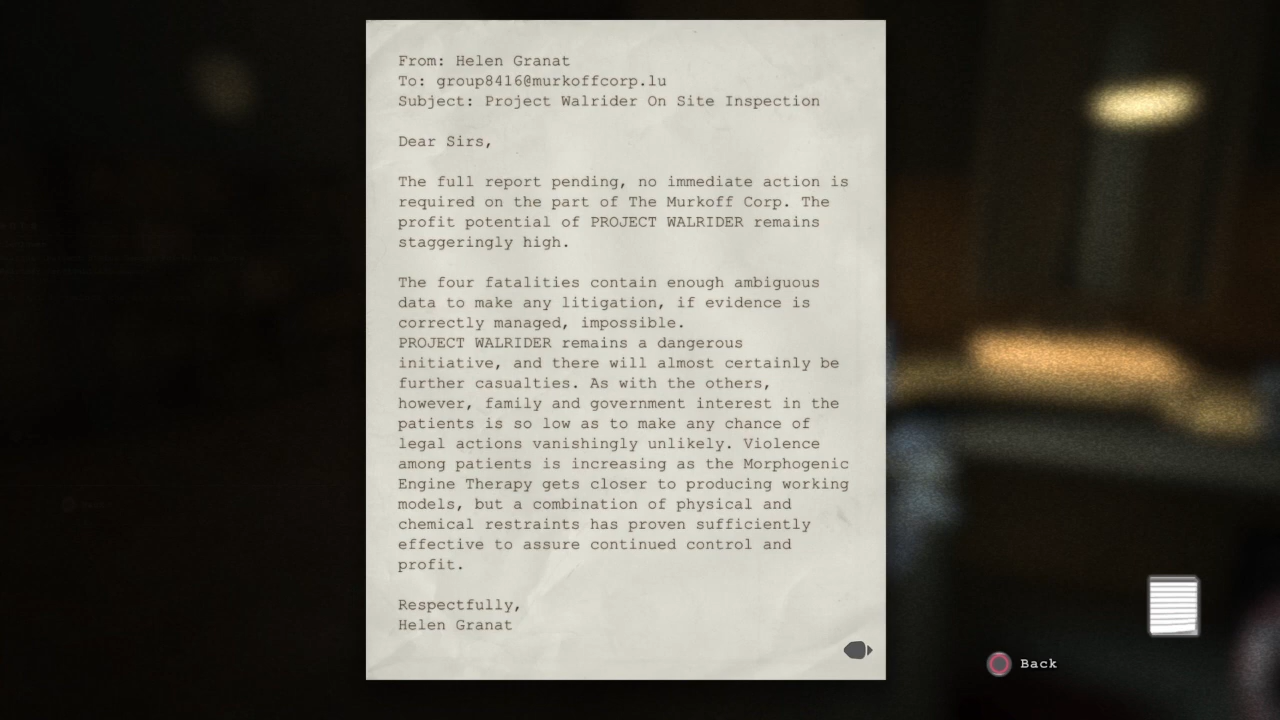 From: Helen Granat
To: group8416@murkoffcorp.lu
Subject: Project Walrider On Site Inspection
Dear Sirs,
The full report pending, no immediate action is
required on the part of The Murkoff Corp. The
profit potential of PROJECT WALRIDER remains
staggeringly high.
The four fatalities contain enough ambiguous
data to make any litigation, if evidence is
correctly managed, impossible.
PROJECT WALRIDER remains a dangerous
initiative, and there will almost certainly be
further casualties. As with the others,
however, family and government interest in the
patients is so low as to make any chance of
legal actions vanishingly unlikely. Violence
among patients is increasing as the Morphogenic
Engine Therapy gets closer to producing working
models, but a combination of physical and
chemical restraints has proven sufficiently
effective to assure continued control and
profit.
Respectfully,
Helen Granat
Back